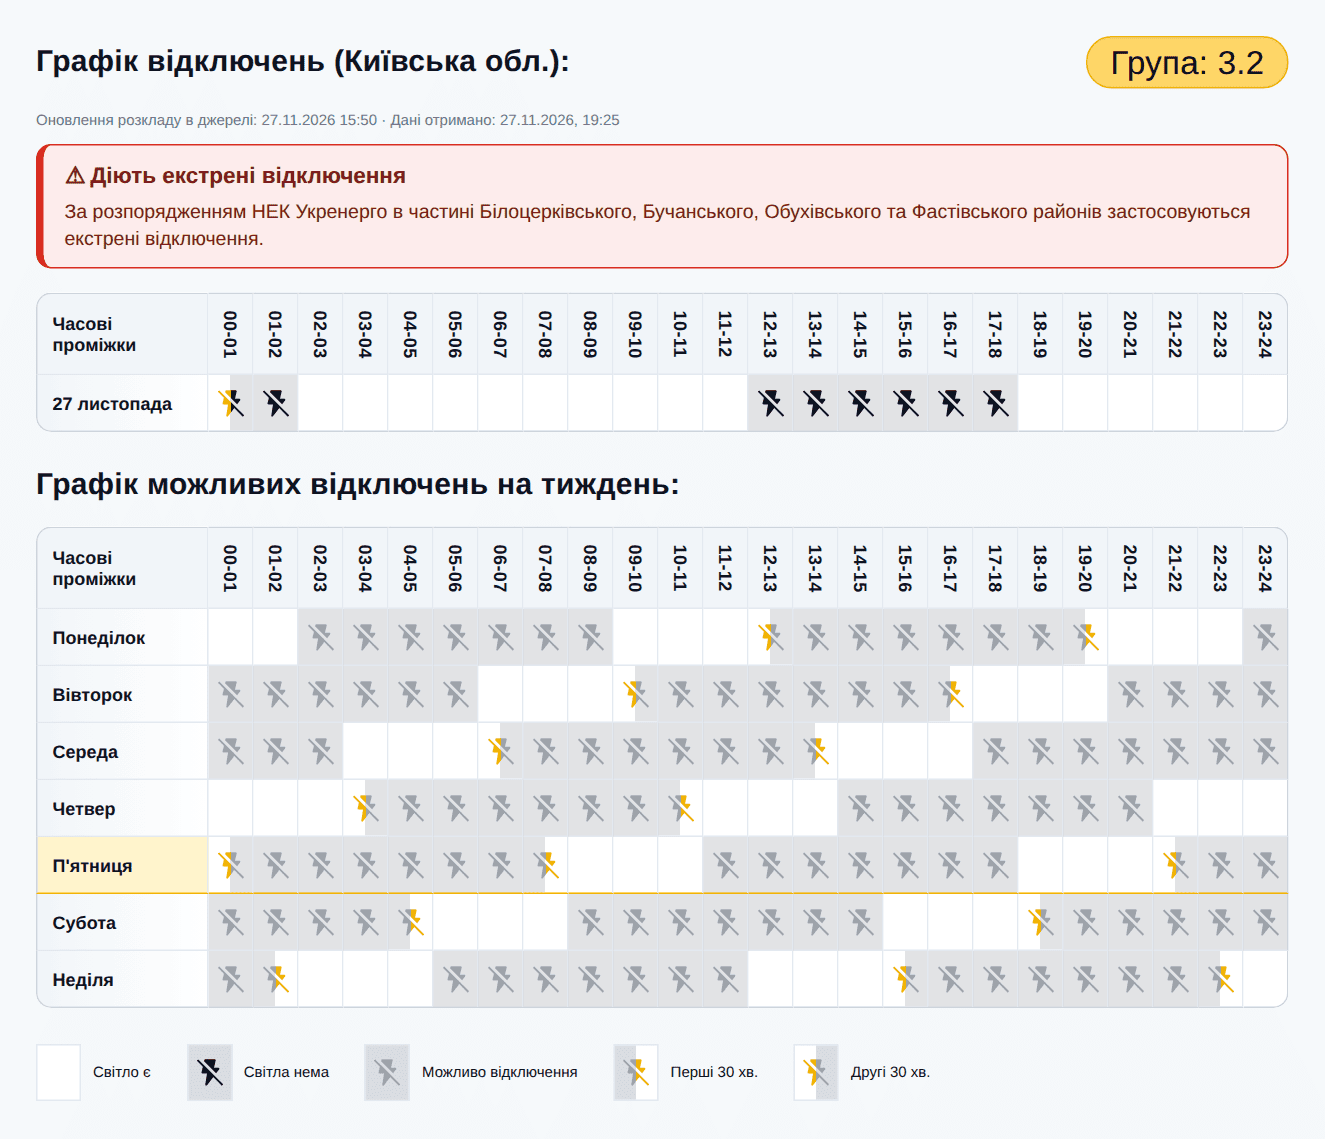 Графік відключень (Київська обл.):
Група: 3.2
Оновлення розкладу в джерелі: 27.11.2026 15:50 · Дані отримано: 27.11.2026, 19:25
⚠ Діють екстрені відключення
За розпорядженням НЕК Укренерго в частині Білоцерківського, Бучанського, Обухівського та Фастівського районів застосовуються
екстрені відключення.
Часові
проміжки
00-01 01-02 02-03 03-04 04-05 05-06 06-07 07-08 08-09 09-10 10-11 11-12 12-13 13-14 14-15 15-16 16-17 17-18 18-19 19-20 20-21 21-22 22-23 23-24
27 листопада
Графік можливих відключень на тиждень:
Часові
проміжки
00-01 01-02 02-03 03-04 04-05 05-06 06-07 07-08 08-09 09-10 10-11 11-12 12-13 13-14 14-15 15-16 16-17 17-18 18-19 19-20 20-21 21-22 22-23 23-24
Понеділок
Вівторок
Середа
Четвер
П'ятниця
Субота
Неділя
Світло є
Світла нема
Можливо відключення
Перші 30 хв.
Другі 30 хв.